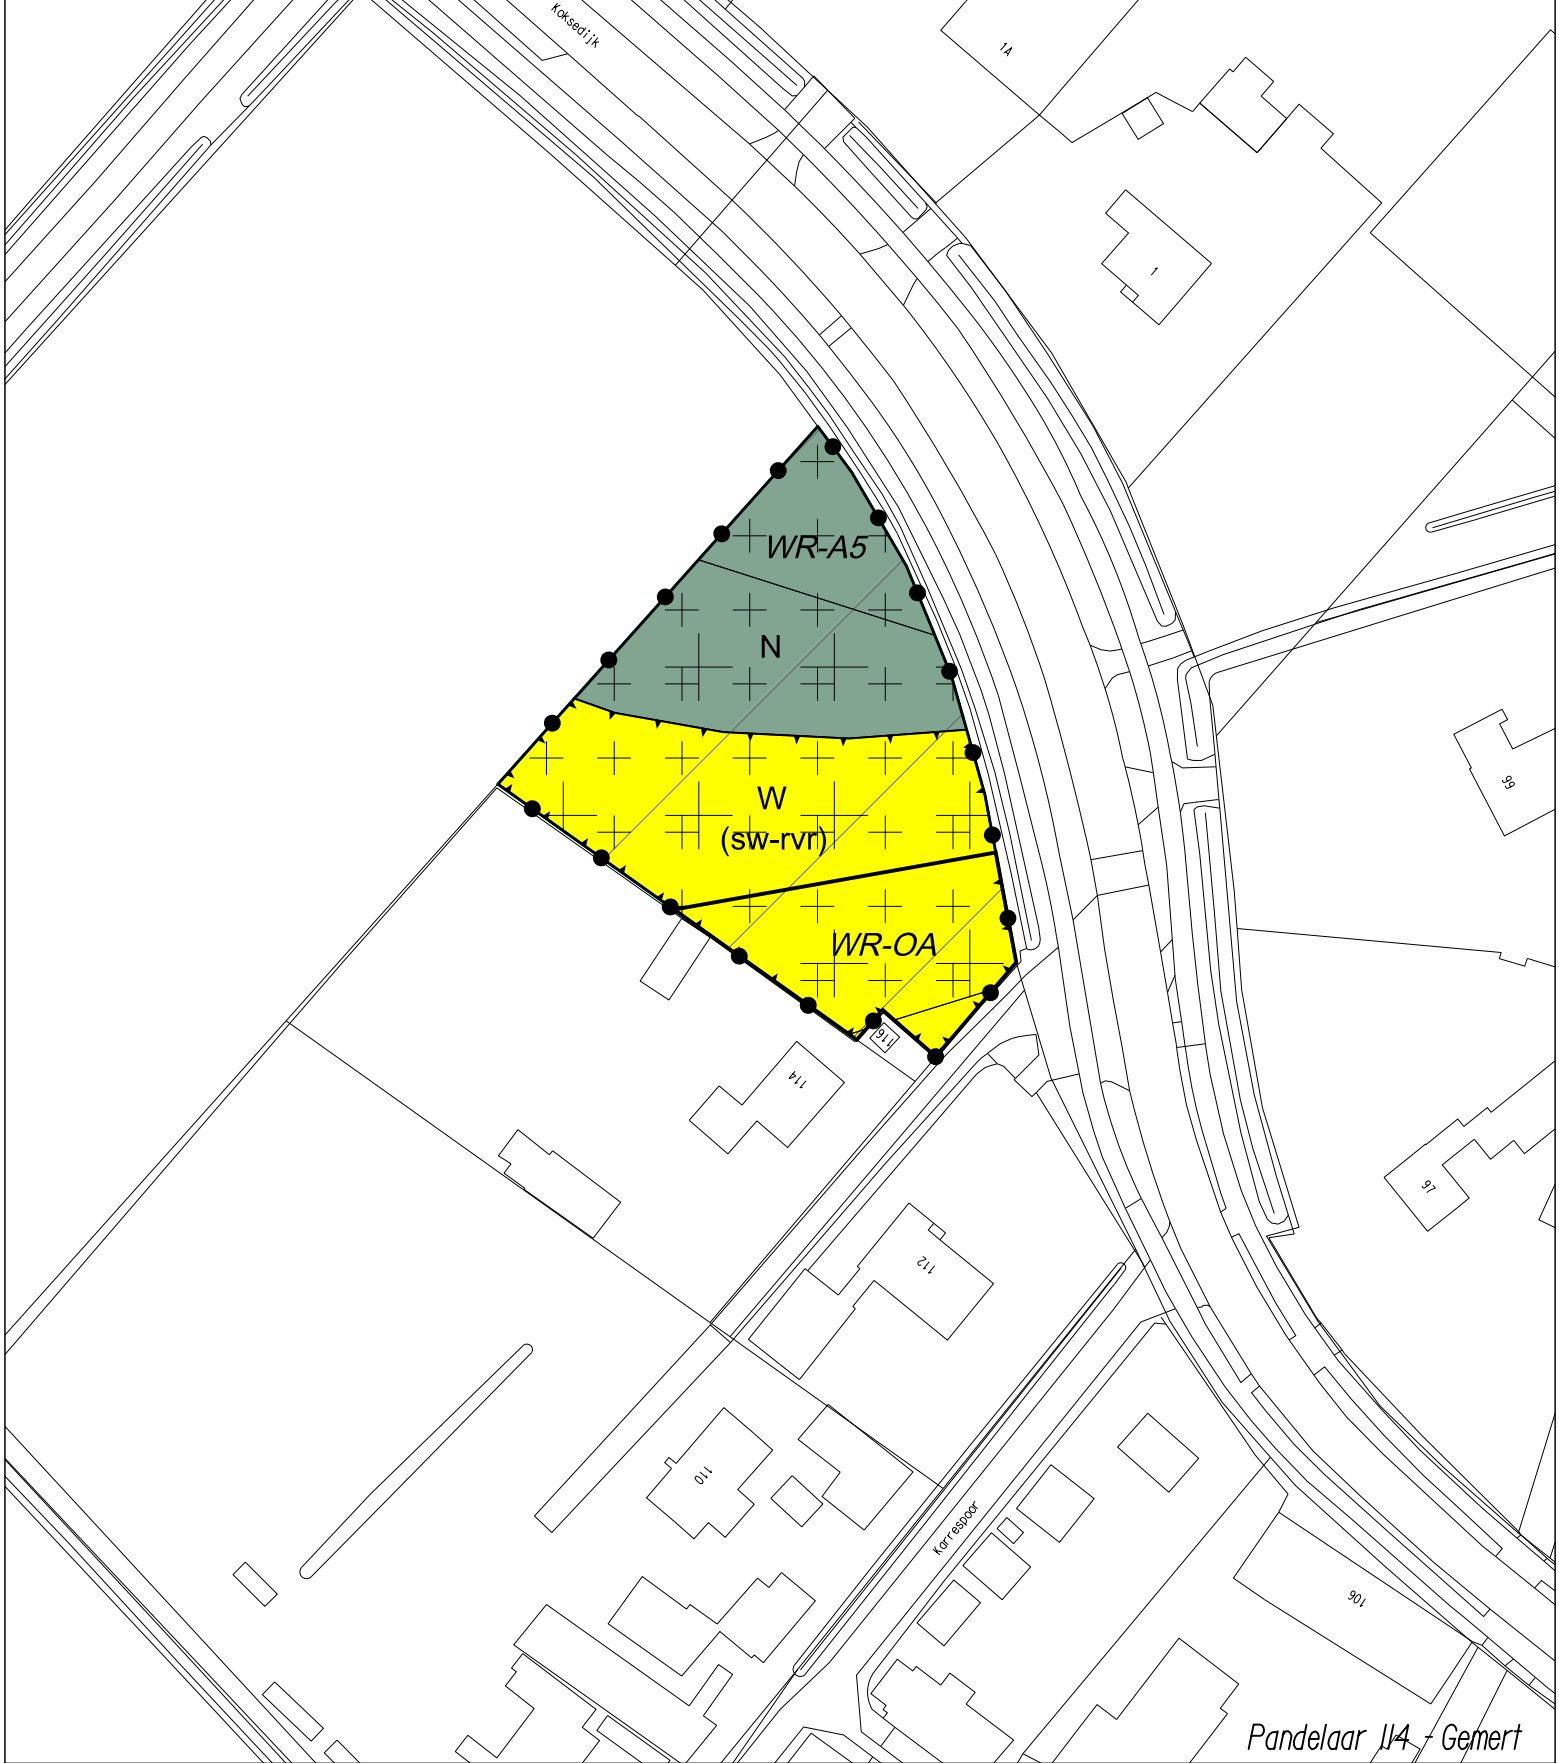 Koksedijk
1A
1
WR-A5
N
W
(sw-rvr)
WR-OA
99
116
114
97
112
110
Karrespoor
106
Pandelaar 114 - Gemert